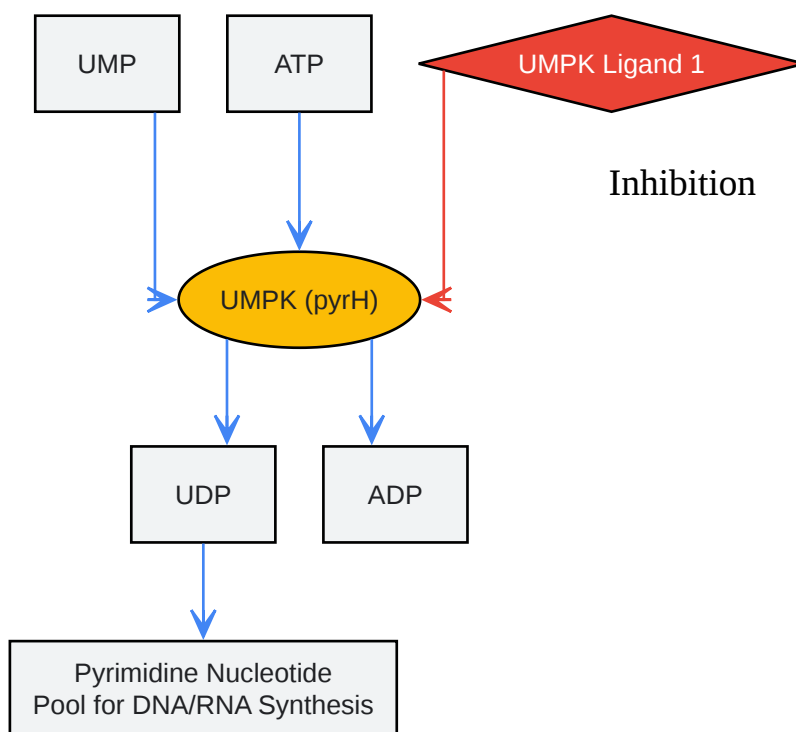 UMP
ATP
UMPK Ligand 1
Inhibition
UMPK (pyrH)
UDP
ADP
Pyrimidine Nucleotide
Pool for DNA/RNA Synthesis